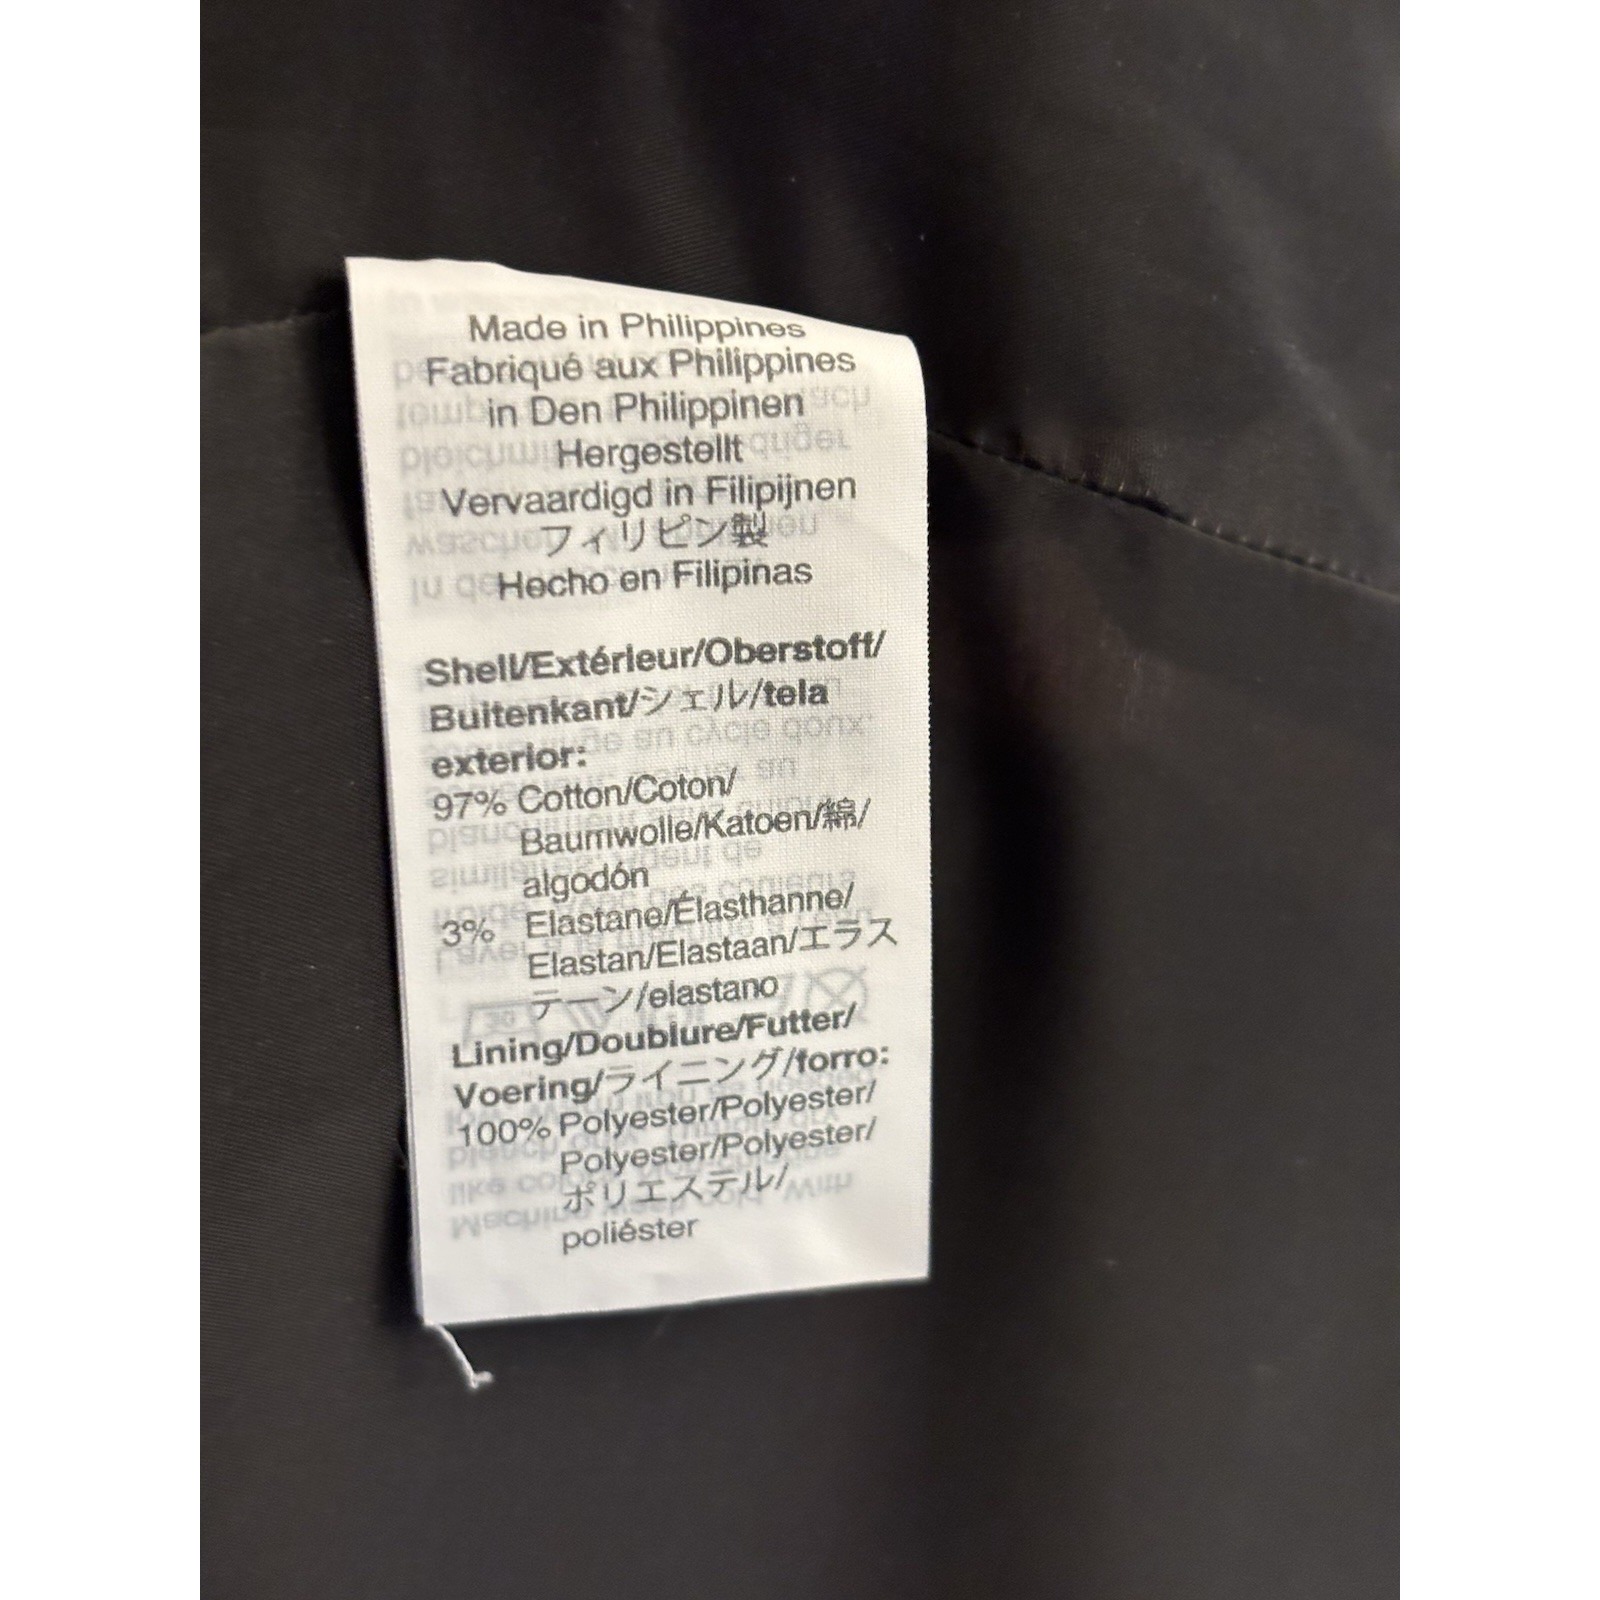 Made in Philippines
Fabriqué aux Philippines
in Den Philippinen
Hergestellt
Vervaardigd in Filipijnen
フィリピン製
Hecho en Filipinas
Shell/Extérieur/Oberstoff/
Buitenkant/シェル/tela
exterior:
97% Cotton/Coton/
Baumwolle/Katoen/綿/
algodón
3% Elastane/Élasthanne/
Elastan/Elastaan/エラス
テーン/elastano
Lining/Doublure/Futter/
Voering/ライニング/forro:
100% Polyester/Polyester/
Polyester/Polyester/
ポリエステル/
poliéster